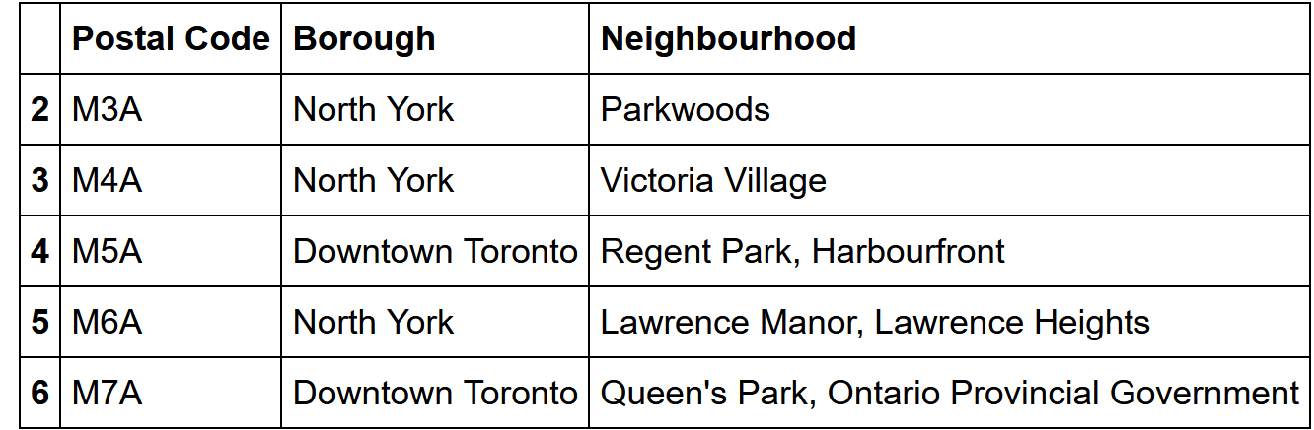 Postal Code Borough Neighbourhood
2 M3A North York Parkwoods
3 M4A North York Victoria Village
4 M5A Downtown Toronto Regent Park, Harbourfront
5 M6A North York Lawrence Manor, Lawrence Heights
6 M7A Downtown Toronto Queen's Park, Ontario Provincial Government